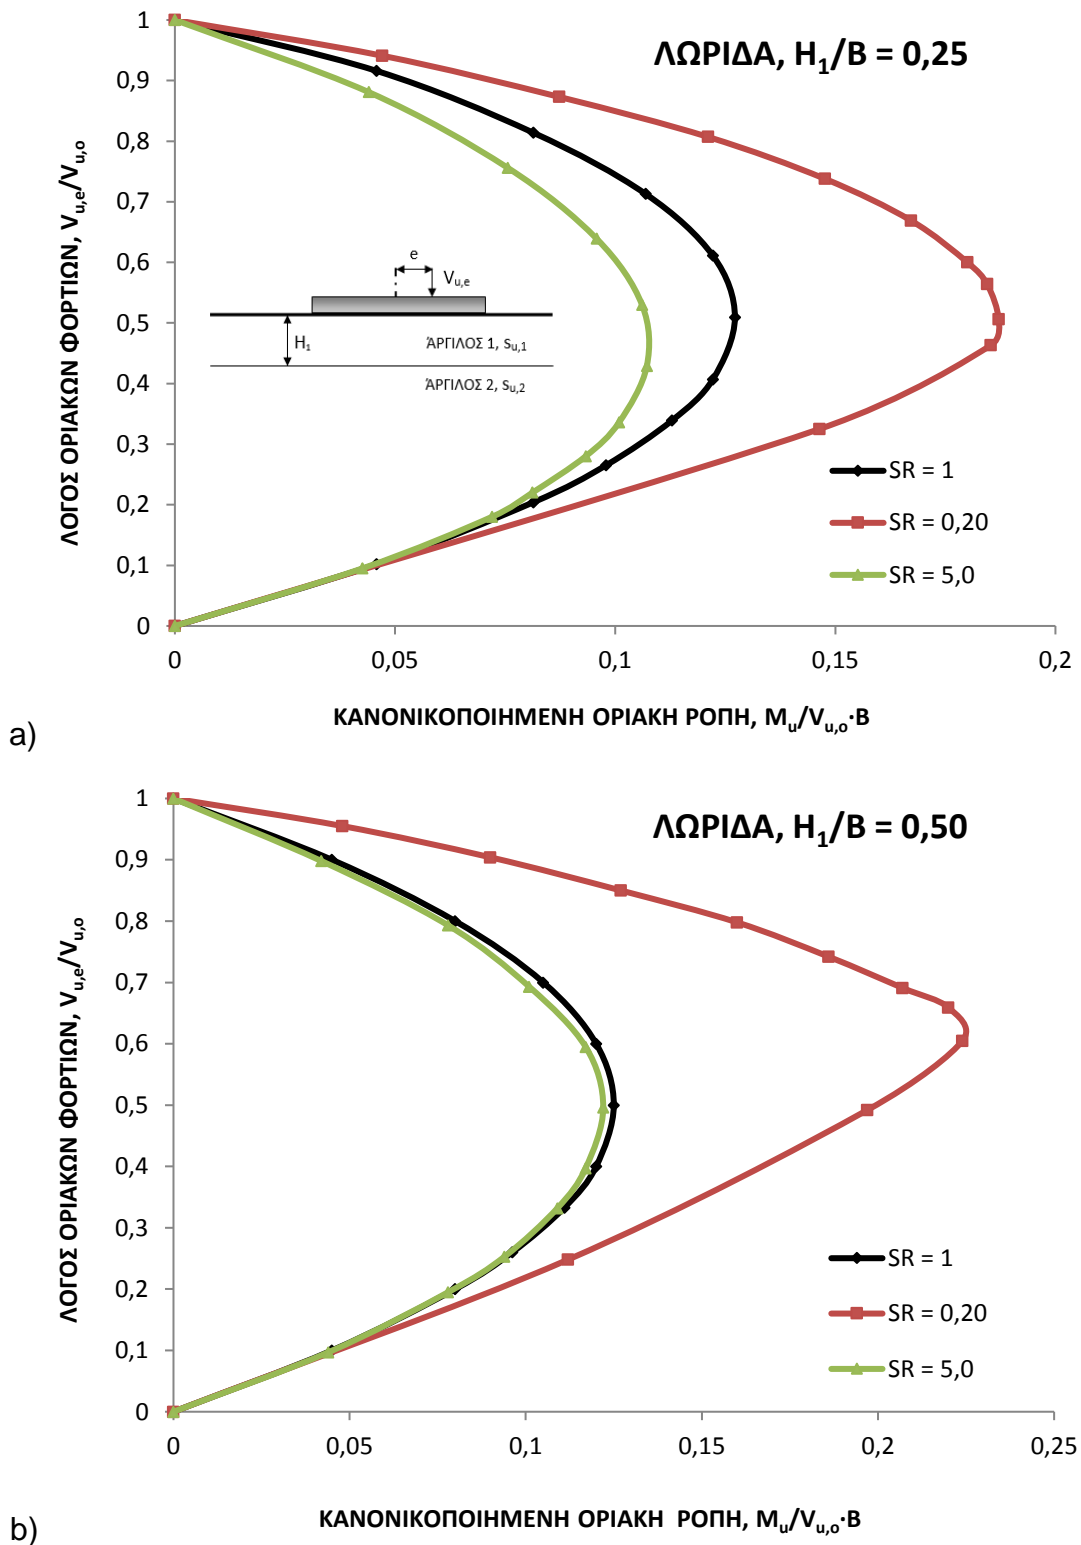 ΛΩΡΙΔΑ, H₁/B = 0,25
ΛΟΓΟΣ ΟΡΙΑΚΩΝ ΦΟΡΤΙΩΝ, Vᵤ,ₑ/Vᵤ,ₒ
1
0,9
0,8
0,7
0,6
0,5
0,4
0,3
0,2
0,1
0
e
Vᵤ,ₑ
H₁
ΆΡΓΙΛΟΣ 1, sᵤ,₁
ΆΡΓΙΛΟΣ 2, sᵤ,₂
SR = 1
SR = 0,20
SR = 5,0
0 0,05 0,1 0,15 0,2
ΚΑΝΟΝΙΚΟΠΟΙΗΜΕΝΗ ΟΡΙΑΚΗ ΡΟΠΗ, Mᵤ/Vᵤ,ₒ·B
a)
ΛΩΡΙΔΑ, H₁/B = 0,50
ΛΟΓΟΣ ΟΡΙΑΚΩΝ ΦΟΡΤΙΩΝ, Vᵤ,ₑ/Vᵤ,ₒ
1
0,9
0,8
0,7
0,6
0,5
0,4
0,3
0,2
0,1
0
SR = 1
SR = 0,20
SR = 5,0
0 0,05 0,1 0,15 0,2 0,25
ΚΑΝΟΝΙΚΟΠΟΙΗΜΕΝΗ ΟΡΙΑΚΗ ΡΟΠΗ, Mᵤ/Vᵤ,ₒ·B
b)